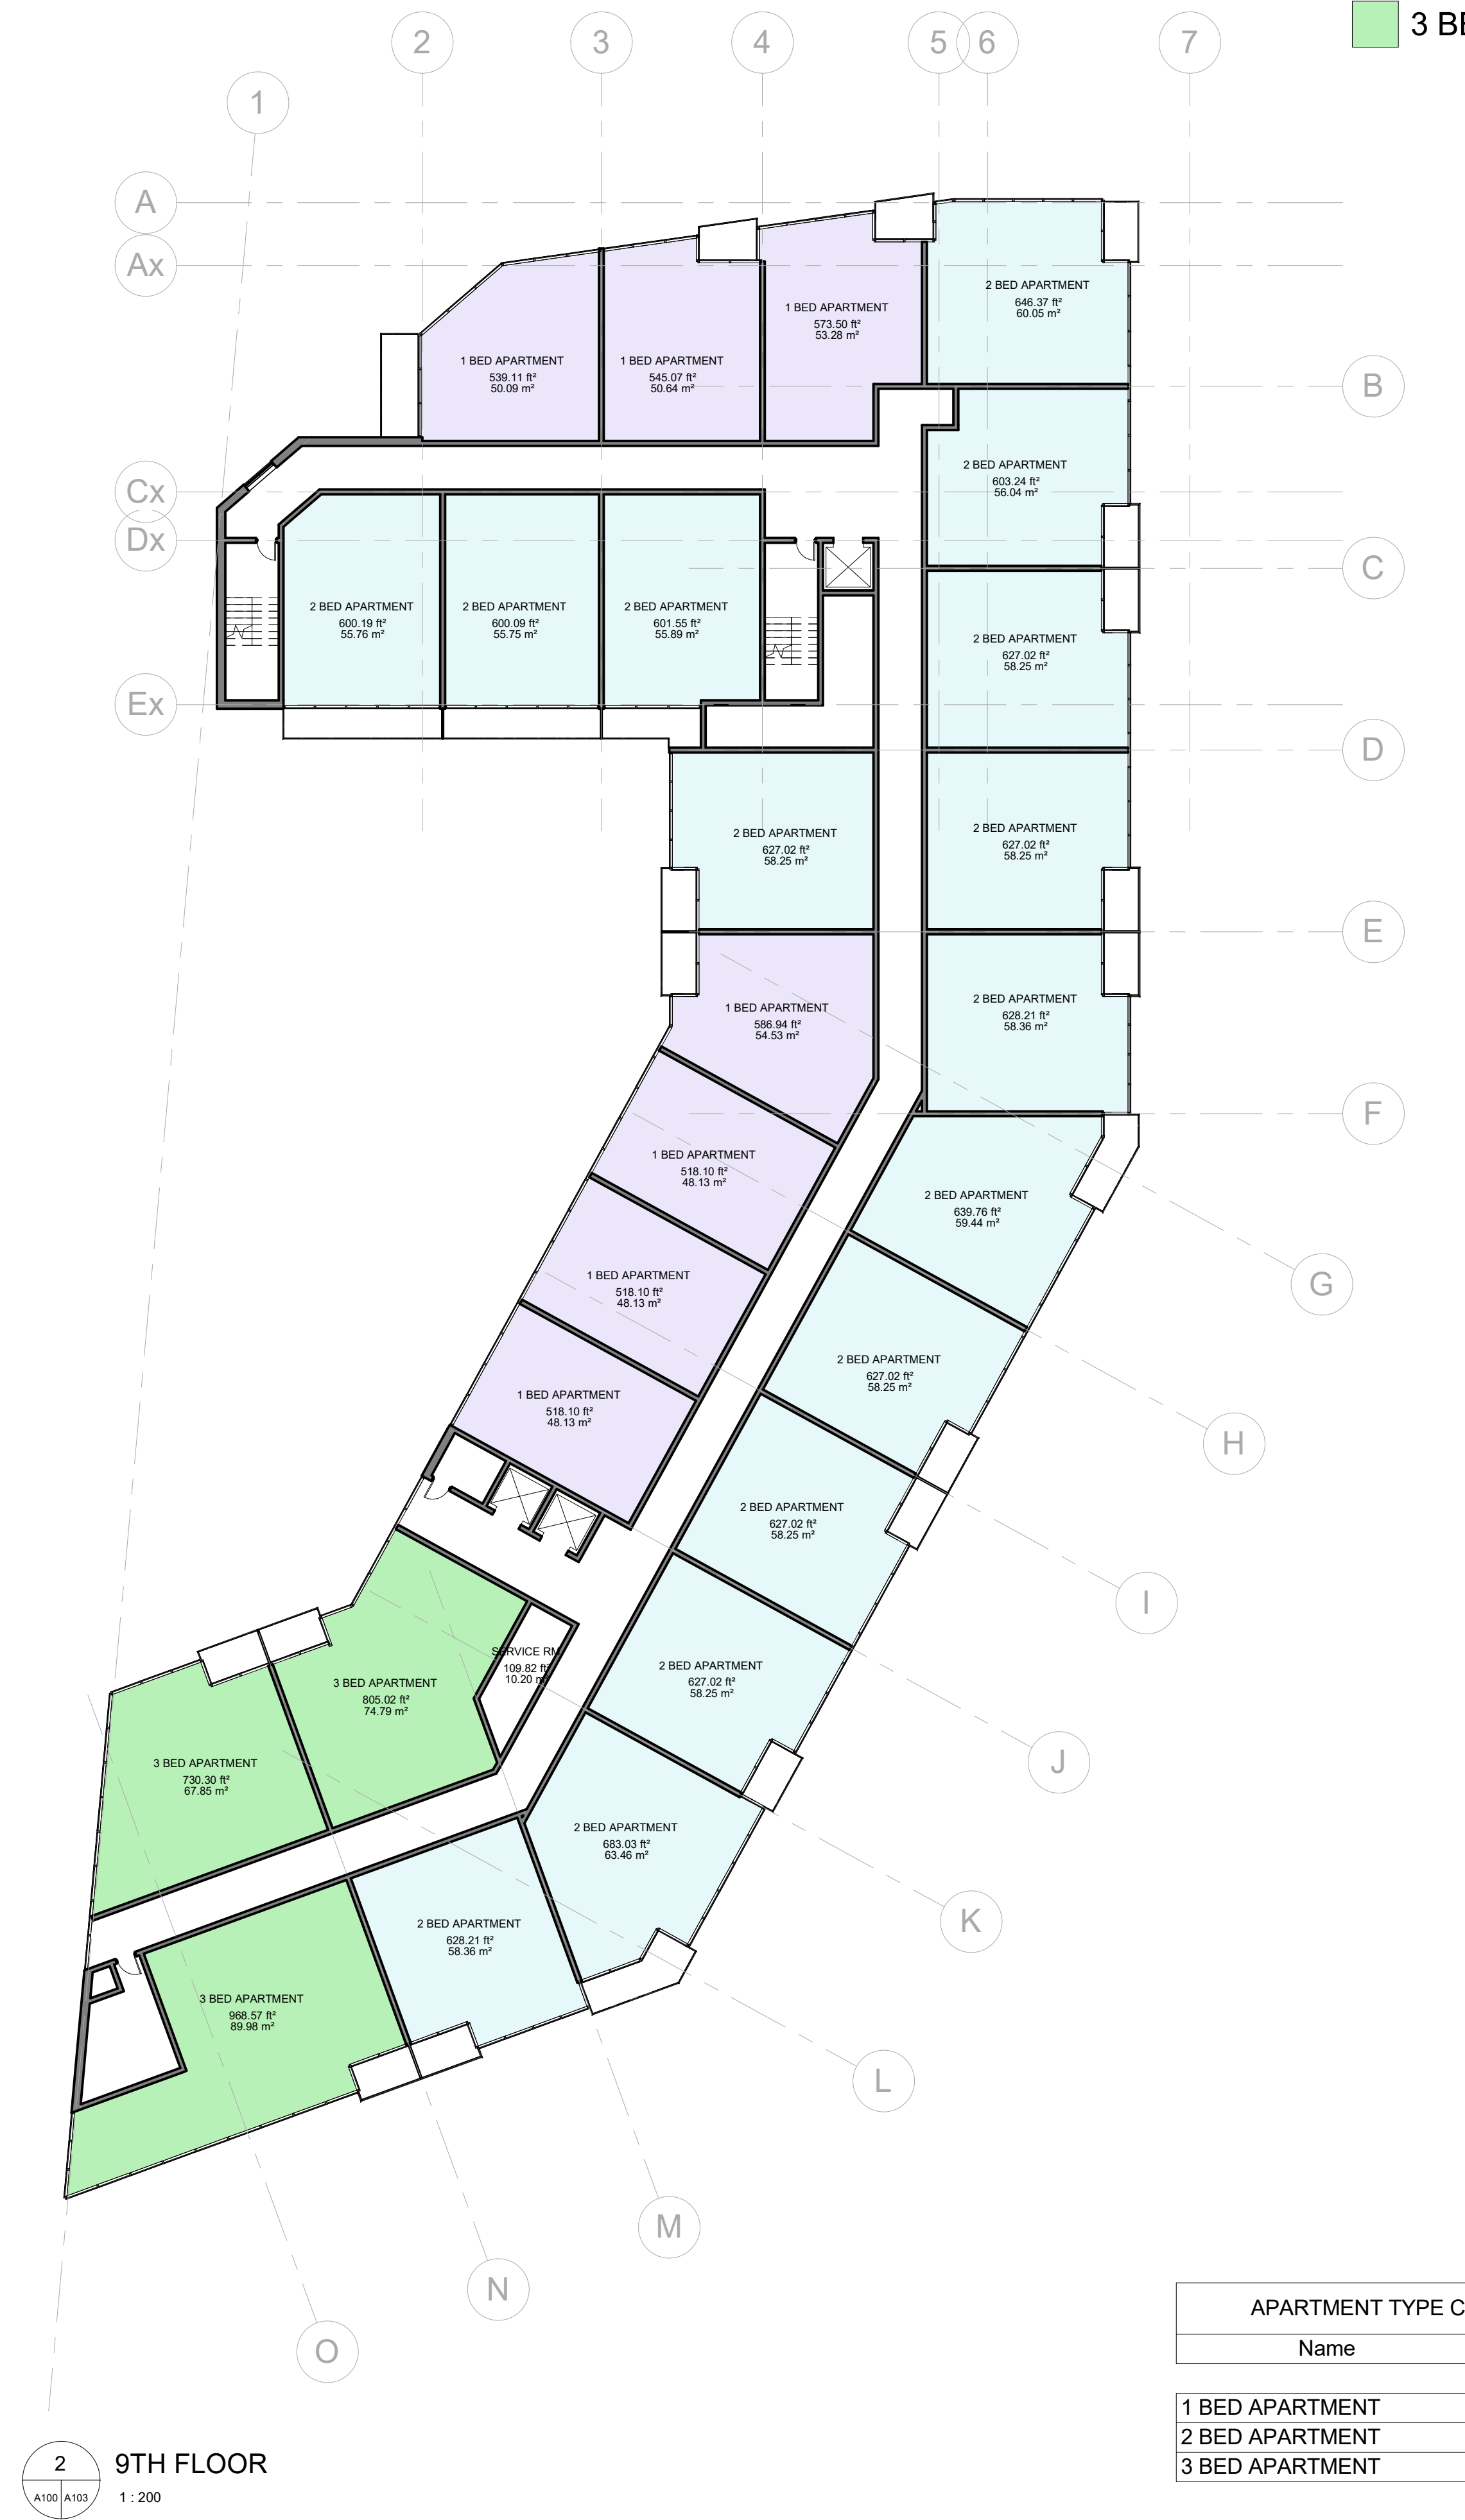 3 BE
2
3
4
5
6
7
1
A
Ax
Cx
Dx
Ex
B
C
D
E
F
G
H
I
J
K
L
M
N
O
2 BED APARTMENT
646.37 ft²
60.05 m²
1 BED APARTMENT
573.50 ft²
53.28 m²
1 BED APARTMENT
539.11 ft²
50.09 m²
1 BED APARTMENT
545.07 ft²
50.64 m²
2 BED APARTMENT
603.24 ft²
56.04 m²
2 BED APARTMENT
600.19 ft²
55.76 m²
2 BED APARTMENT
600.09 ft²
55.75 m²
2 BED APARTMENT
601.55 ft²
55.89 m²
2 BED APARTMENT
627.02 ft²
58.25 m²
2 BED APARTMENT
627.02 ft²
58.25 m²
2 BED APARTMENT
627.02 ft²
58.25 m²
1 BED APARTMENT
586.94 ft²
54.53 m²
2 BED APARTMENT
628.21 ft²
58.36 m²
1 BED APARTMENT
518.10 ft²
48.13 m²
2 BED APARTMENT
639.76 ft²
59.44 m²
1 BED APARTMENT
518.10 ft²
48.13 m²
2 BED APARTMENT
627.02 ft²
58.25 m²
1 BED APARTMENT
518.10 ft²
48.13 m²
2 BED APARTMENT
627.02 ft²
58.25 m²
SERVICE RM
109.82 ft²
10.20 m²
2 BED APARTMENT
627.02 ft²
58.25 m²
3 BED APARTMENT
805.02 ft²
74.79 m²
3 BED APARTMENT
730.30 ft²
67.85 m²
2 BED APARTMENT
683.03 ft²
63.46 m²
2 BED APARTMENT
628.21 ft²
58.36 m²
3 BED APARTMENT
968.57 ft²
89.98 m²
APARTMENT TYPE C
Name
1 BED APARTMENT
2 BED APARTMENT
3 BED APARTMENT
2
A100 A103
9TH FLOOR
1 : 200